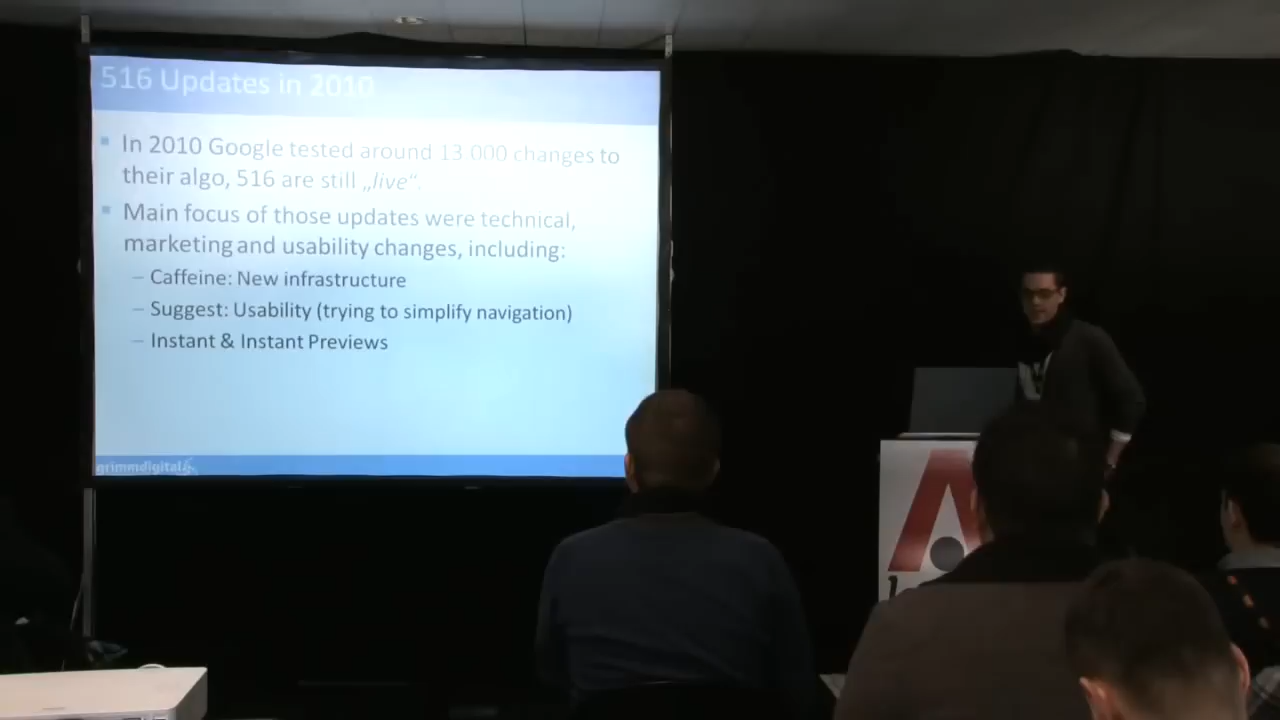 516 Updates in 2010
In 2010 Google tested around 13 000 changes to
their algo, 516 are still „live“.
Main focus of those updates were technical,
marketing and usability changes, including:
– Caffeine: New infrastructure
– Suggest: Usability (trying to simplify navigation)
– Instant & Instant Previews
grimmdigital